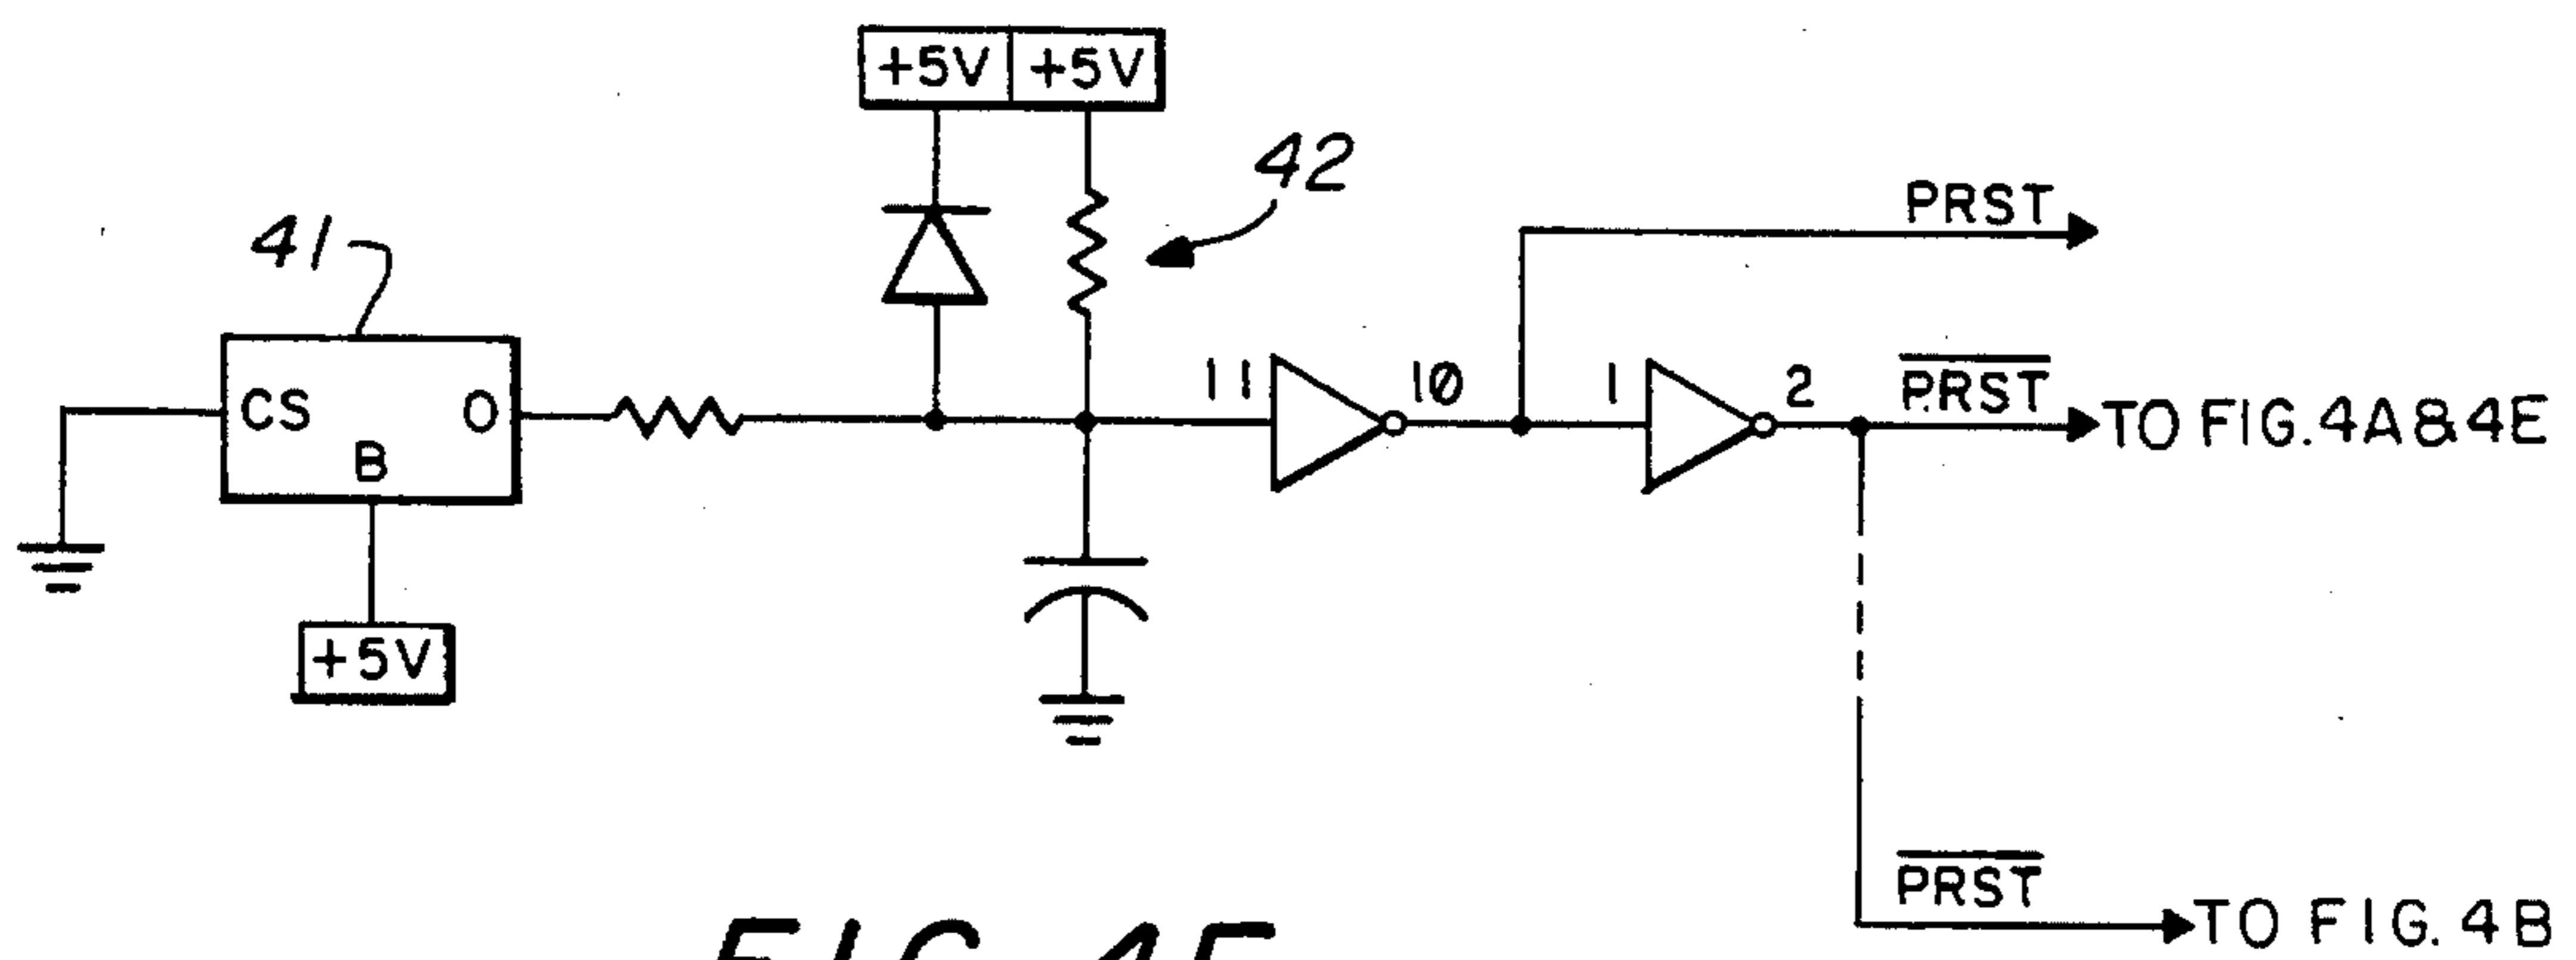 +5V +5V
42
41
PRST
CS O
B
11 10 1 2
PRST
TO FIG. 4A & 4E
+5V
PRST
TO FIG. 4B